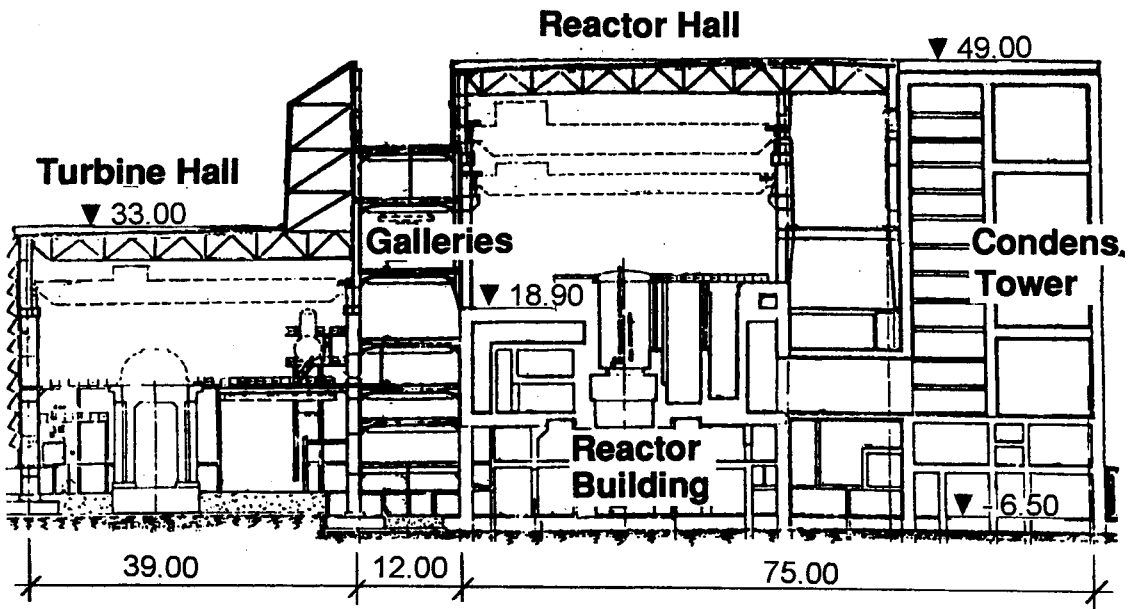 Reactor Hall
49.00
Turbine Hall
33.00
Galleries
Condens.
Tower
18.90
Reactor
Building
-6.50
39.00
12.00
75.00